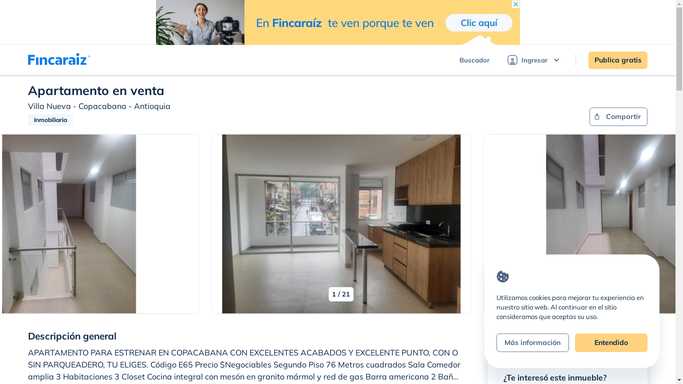 En Fincaraíz te ven porque te ven
Clic aquí
Fincaraíz
Buscador
Ingresar
Publica gratis
Apartamento en venta
Villa Nueva - Copacabana - Antioquia
Inmobiliaria
Compartir
1 / 21
Utilizamos cookies para mejorar tu experiencia en
nuestro sitio web. Al continuar en el sitio
consideramos que aceptas su uso.
Más información
Entendido
Descripción general
APARTAMENTO PARA ESTRENAR EN COPACABANA CON EXCELENTES ACABADOS Y EXCELENTE PUNTO, CON O
SIN PARQUEADERO, TU ELIGES. Código E65 Precio $Negociables Segundo Piso 76 Metros cuadrados Sala Comedor
amplia 3 Habitaciones 3 Closet Cocina integral con mesón en granito mármol y red de gas Barra americana 2 Bañ...
¿Te interesó este inmueble?